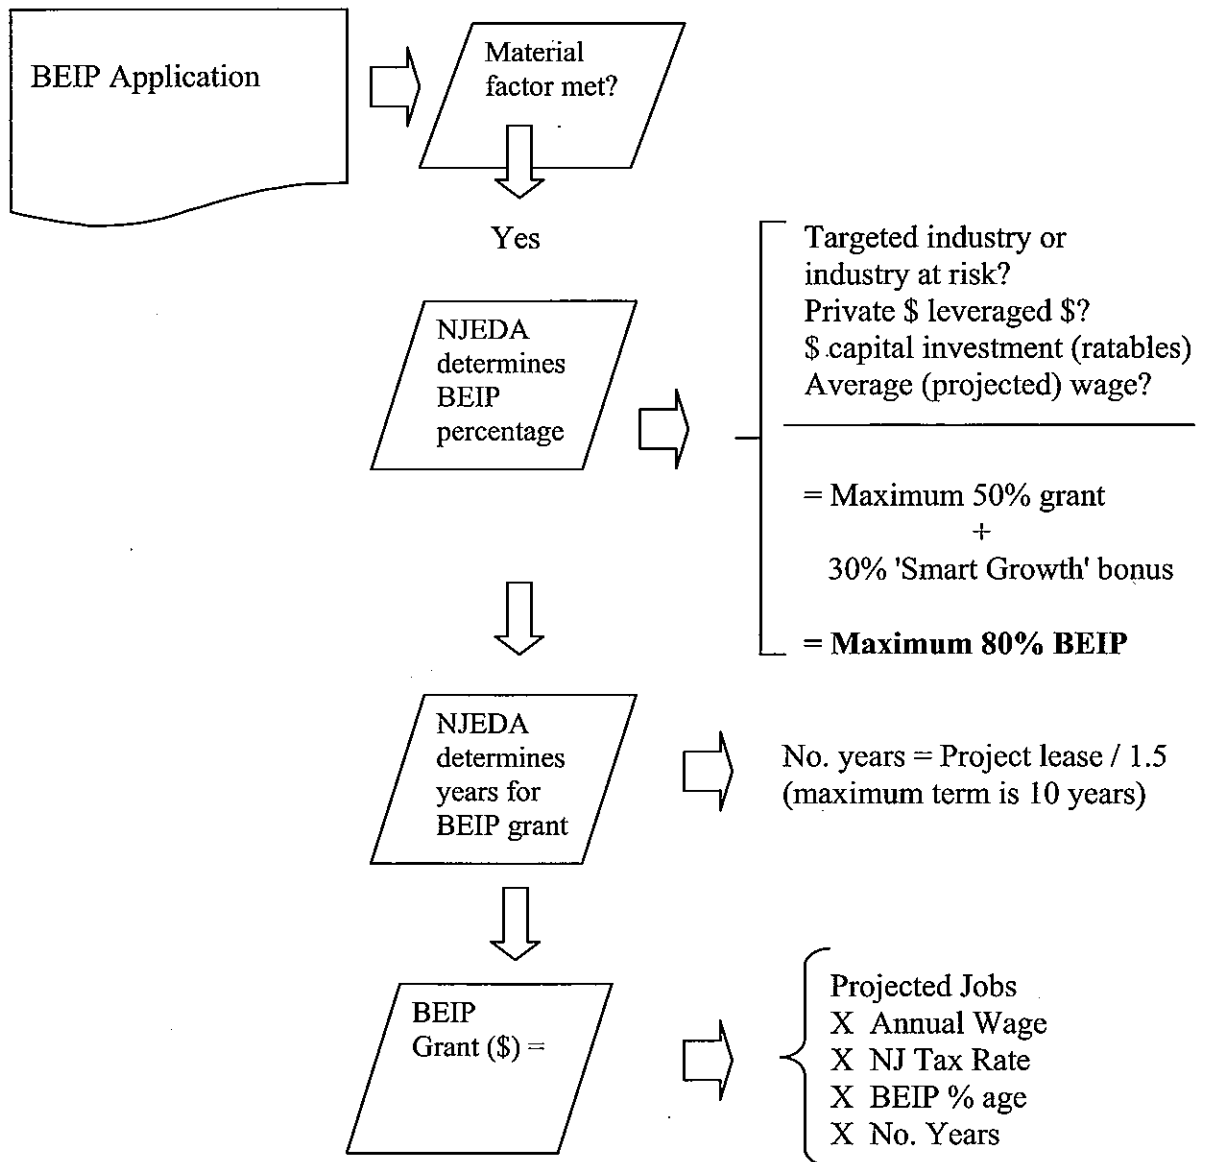 BEIP Application
Material
factor met?
Yes
NJEDA
determines
BEIP
percentage
Targeted industry or
industry at risk?
Private $ leveraged $?
$ capital investment (ratables)
Average (projected) wage?
= Maximum 50% grant
+
30% 'Smart Growth' bonus
= Maximum 80% BEIP
NJEDA
determines
years for
BEIP grant
No. years = Project lease / 1.5
(maximum term is 10 years)
BEIP
Grant ($) =
Projected Jobs
X Annual Wage
X NJ Tax Rate
X BEIP % age
X No. Years